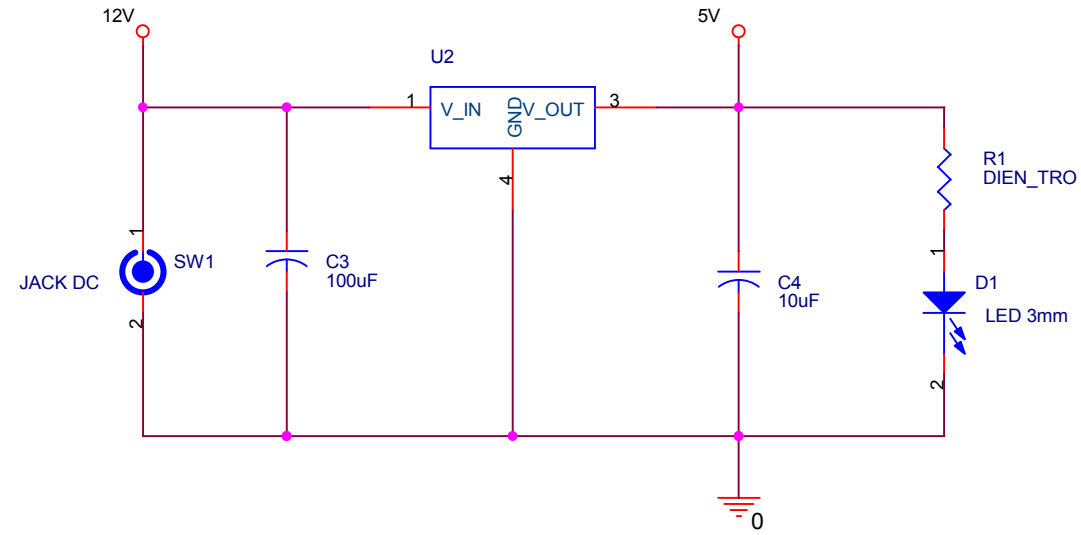 12V
5V
U2
1
V_IN
GND
V_OUT
3
4
R1
DIEN_TRO
1
SW1
JACK DC
2
C3
100uF
C4
10uF
1
D1
LED 3mm
2
0